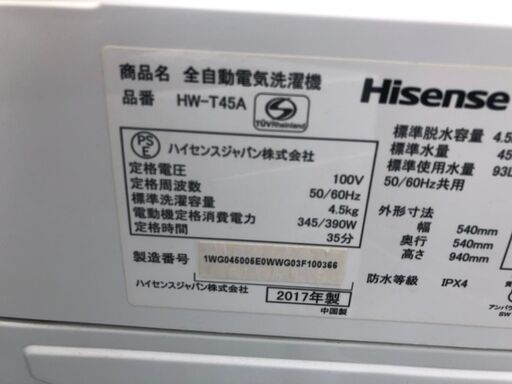 商品名 全自動電気洗濯機
品番 HW-T45A
TÜVRheinland
Hisense
PS
E
ハイセンスジャパン株式会社
定格電圧 100V
定格周波数 50/60Hz
標準洗濯容量 4.5kg
電動機定格消費電力 345/390W
定格時間 35分
製造番号 1WG045005E0WWG03F100366
ハイセンスジャパン株式会社
2017年製
中国製
標準脱水容量 4.5
標準水量 45
標準使用水量 93L
50/60Hz共用
外形寸法
幅 540mm
奥行 540mm
高さ 940mm
防水等級 IPX4
アンバラ
SW